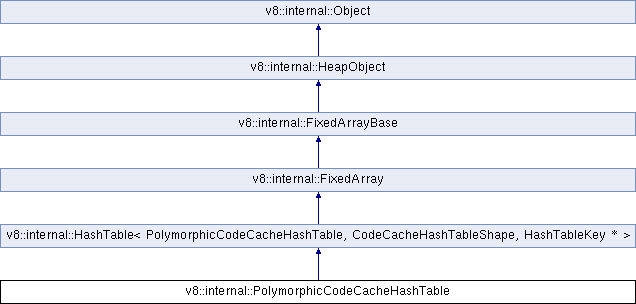 v8::internal::Object
v8::internal::HeapObject
v8::internal::FixedArrayBase
v8::internal::FixedArray
v8::internal::HashTable< PolymorphicCodeCacheHashTable, CodeCacheHashTableShape, HashTableKey * >
v8::internal::PolymorphicCodeCacheHashTable